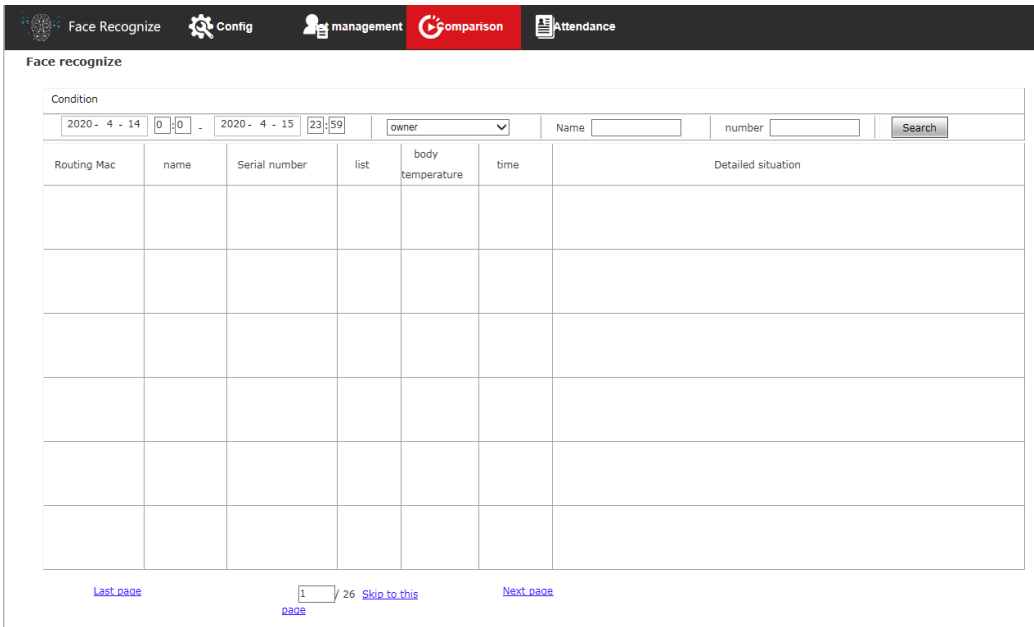 Face Recognize Config et management Comparison Attendance
Face recognize
Condition
2020 - 4 - 14 0 :0 - 2020 - 4 - 15 23:59 owner Name number Search
Routing Mac name Serial number list body temperature time Detailed situation
Last page 1 / 26 Skip to this page Next page